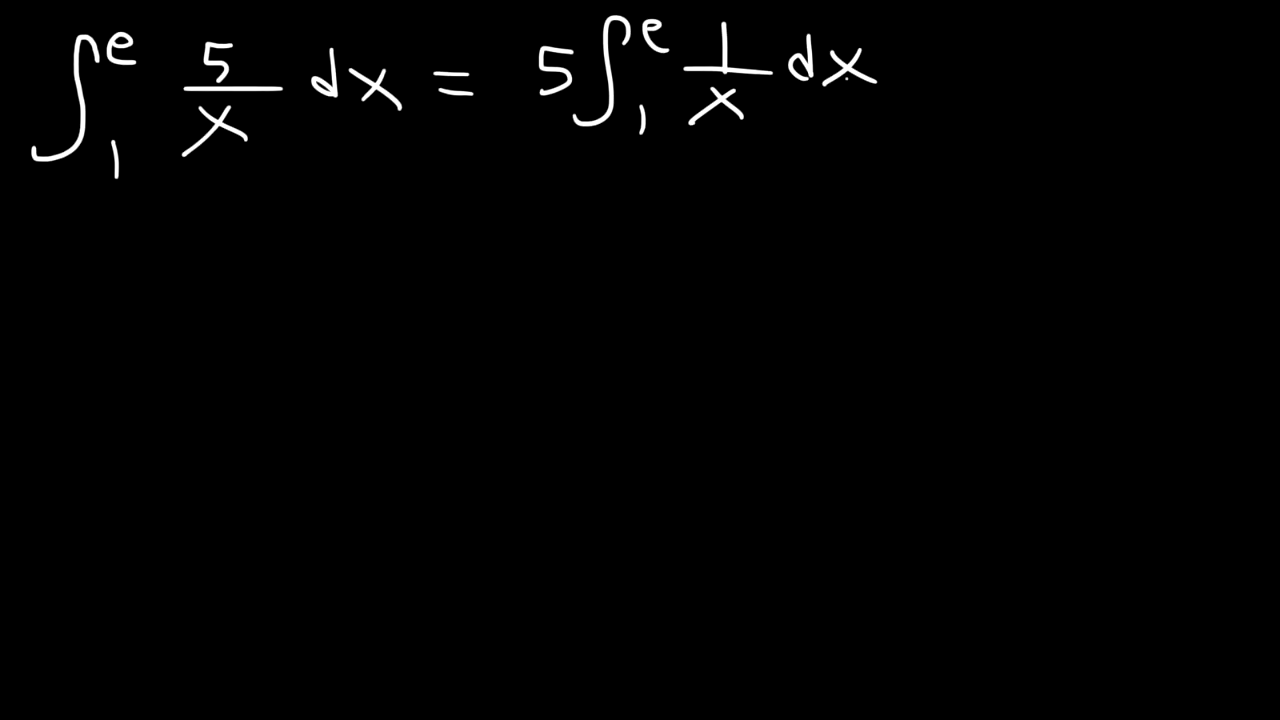 ∫₁ᵉ 5/x dx = 5∫₁ᵉ 1/x dx